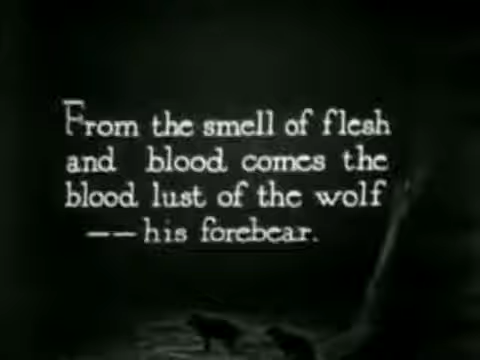 From the smell of flesh
and blood comes the
blood lust of the wolf
——his forebear.